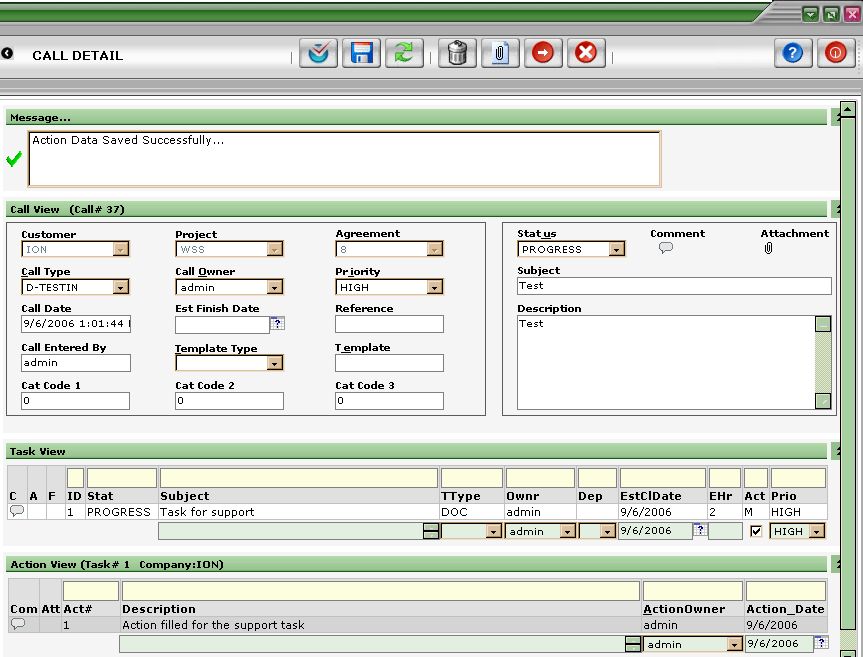 CALL DETAIL
Message...
Action Data Saved Successfully...
Call View (Call# 37)
Customer Project Agreement Status Comment Attachment
ION WSS 8 PROGRESS
Call Type Call Owner Priority Subject
D-TESTIN admin HIGH Test
Call Date Est Finish Date Reference Description
9/6/2006 1:01:44 Test
Call Entered By Template Type Template
admin
Cat Code 1 Cat Code 2 Cat Code 3
0 0 0
Task View
C A F ID Stat Subject TType Ownr Dep EstClDate EHr Act Prio
1 PROGRESS Task for support DOC admin 9/6/2006 2 M HIGH
admin 9/6/2006 HIGH
Action View (Task# 1 Company:ION)
Com Att Act# Description ActionOwner Action_Date
1 Action filled for the support task admin 9/6/2006
admin 9/6/2006